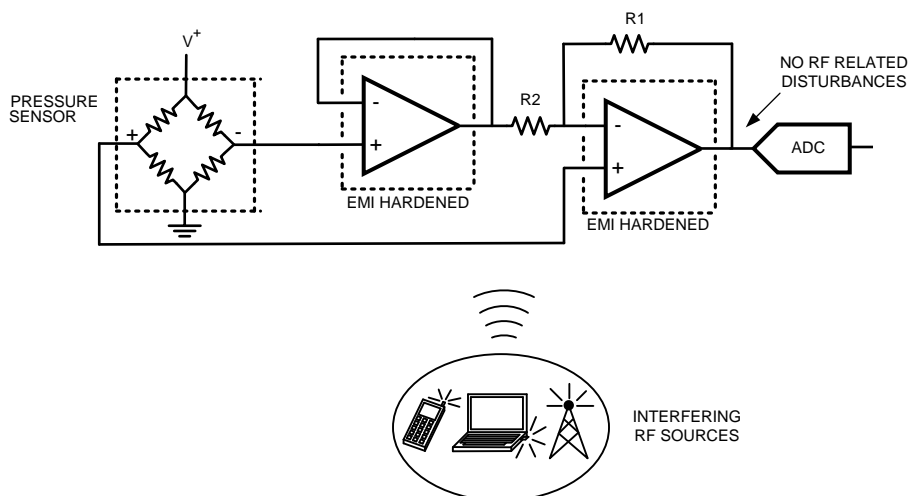 R1
V+
NO RF RELATED
DISTURBANCES
PRESSURE
SENSOR
R2
-
+
-
+
-
+
ADC
EMI HARDENED
EMI HARDENED
INTERFERING
RF SOURCES